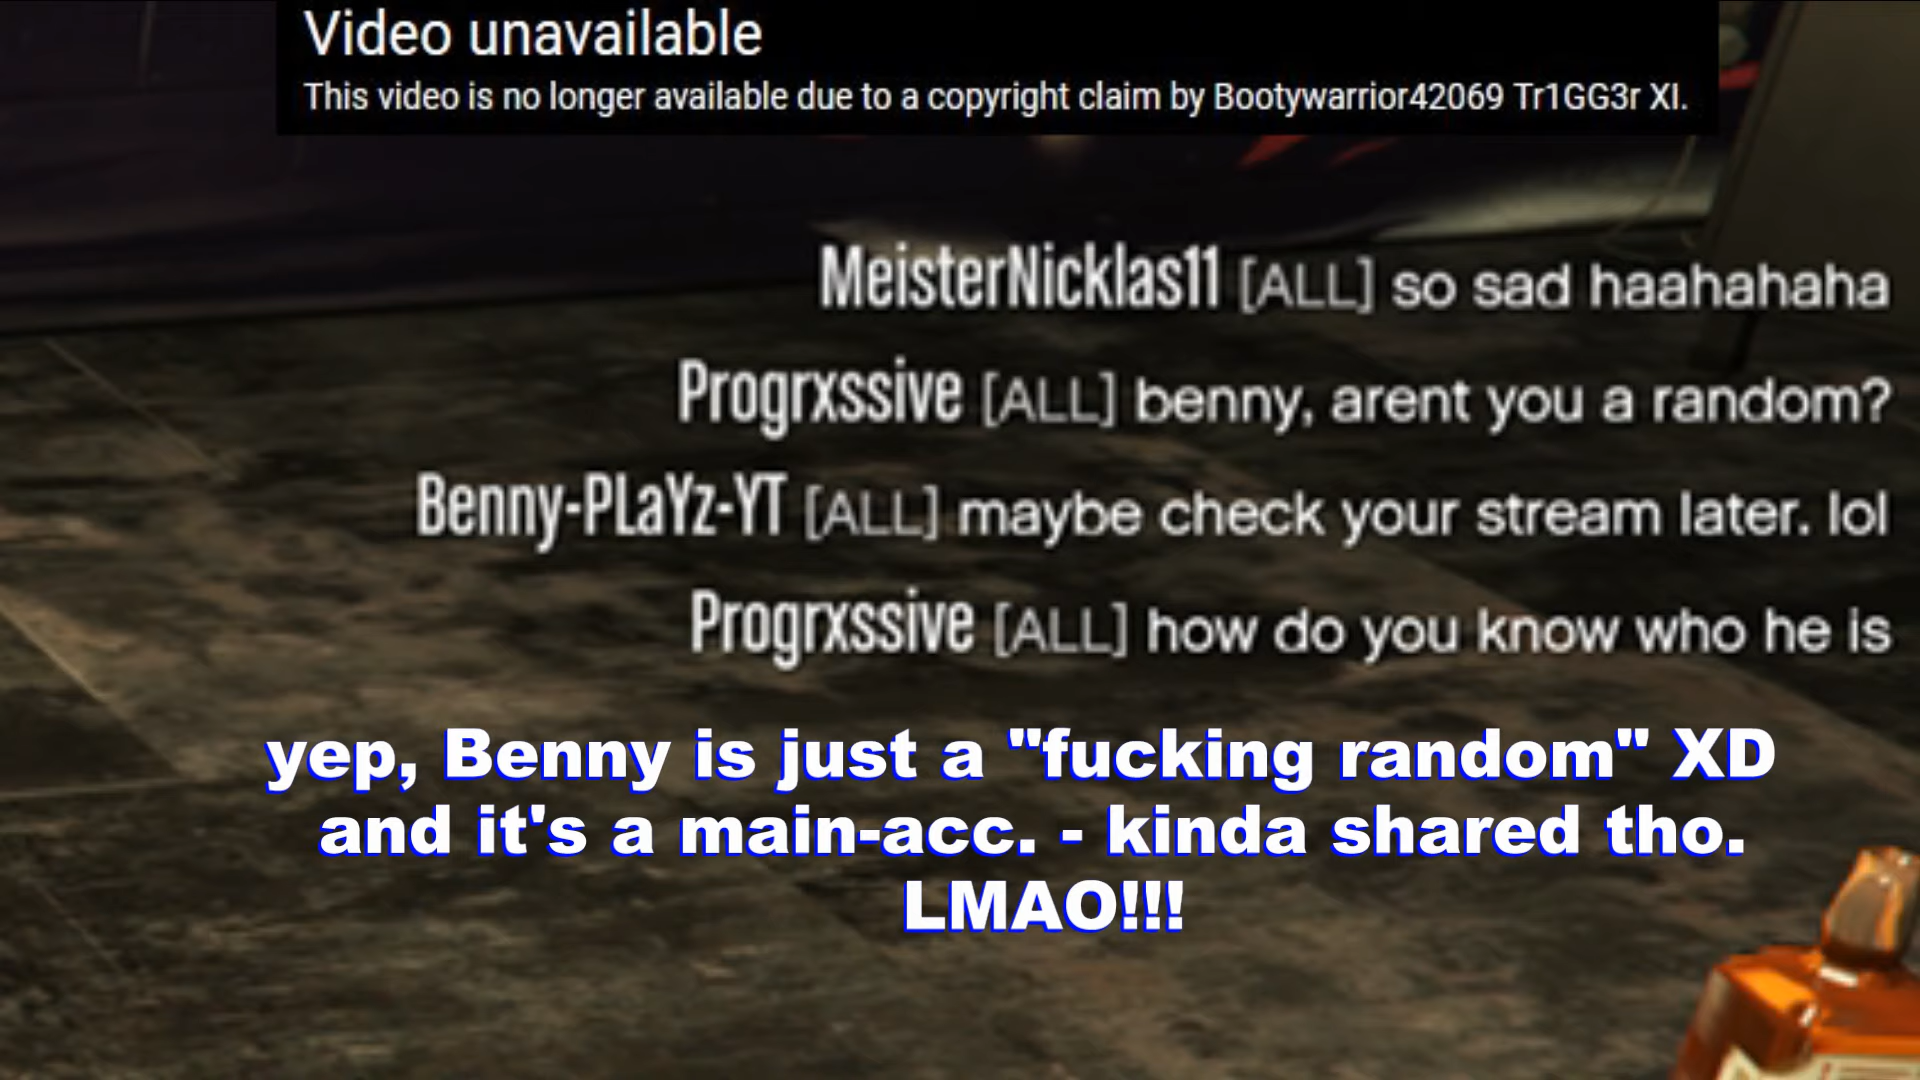 Video unavailable
This video is no longer available due to a copyright claim by Bootywarrior42069 Tr1GG3r XI.
MeisterNicklas11 [ALL] so sad haahahaha
Progrxssive [ALL] benny, arent you a random?
Benny-PLaYz-YT [ALL] maybe check your stream later. lol
Progrxssive [ALL] how do you know who he is
yep, Benny is just a "fucking random" XD
and it's a main-acc. - kinda shared tho.
LMAO!!!